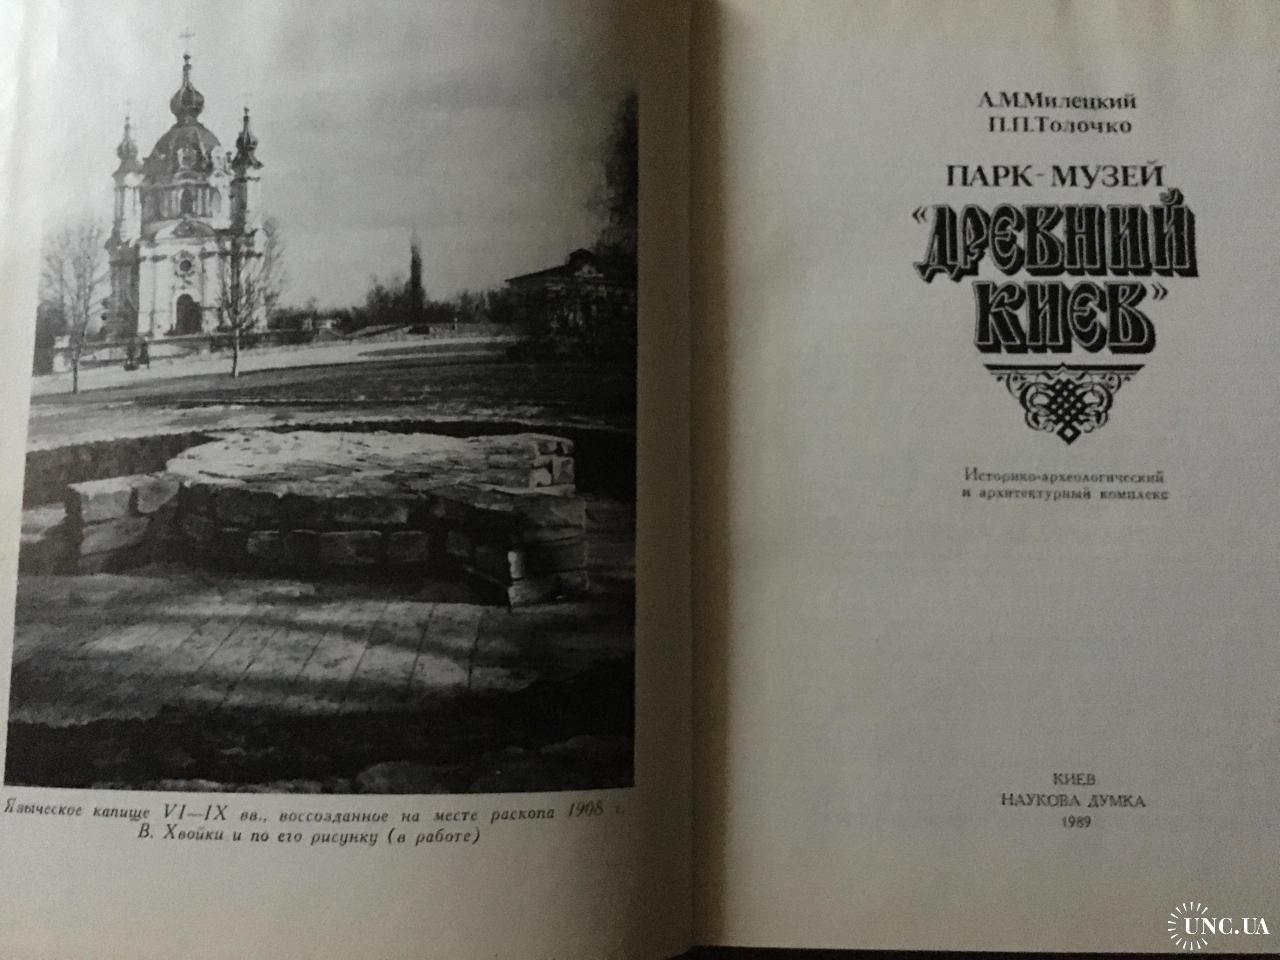 Языческое капище VI—IX вв., воссозданное на месте раскопа 1908 г.
В. Хвойки и по его рисунку (в работе)
А.М.Милецкий
П.П.Толочко
ПАРК-МУЗЕЙ
"ДРЕВНИЙ
КИЕВ"
Историко-археологический
и архитектурный комплекс
КИЕВ
НАУКОВА ДУМКА
1989
UNC.UA